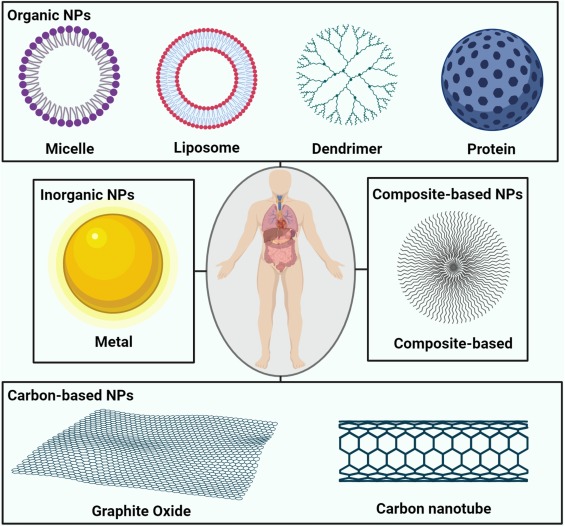 Organic NPs
Micelle
Liposome
Dendrimer
Protein
Inorganic NPs
Metal
Composite-based NPs
Composite-based
Carbon-based NPs
Graphite Oxide
Carbon nanotube